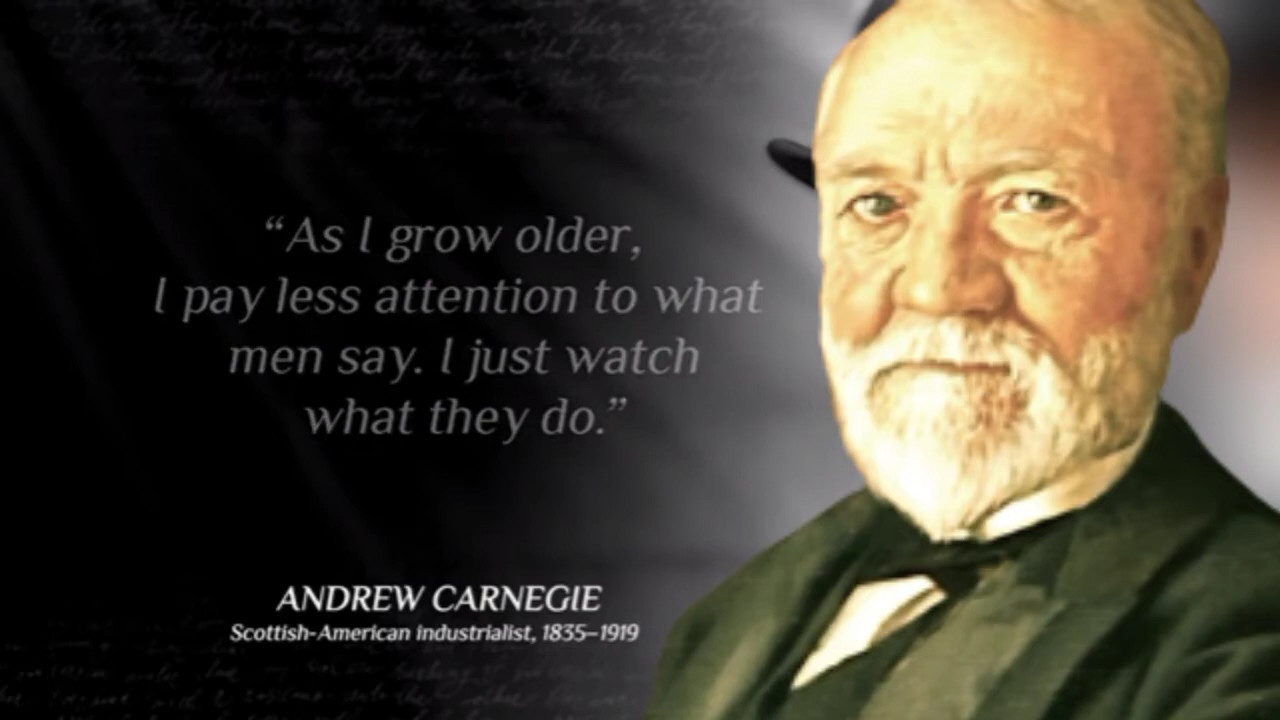 “As I grow older,
I pay less attention to what
men say. I just watch
what they do.”
ANDREW CARNEGIE
Scottish-American industrialist, 1835–1919